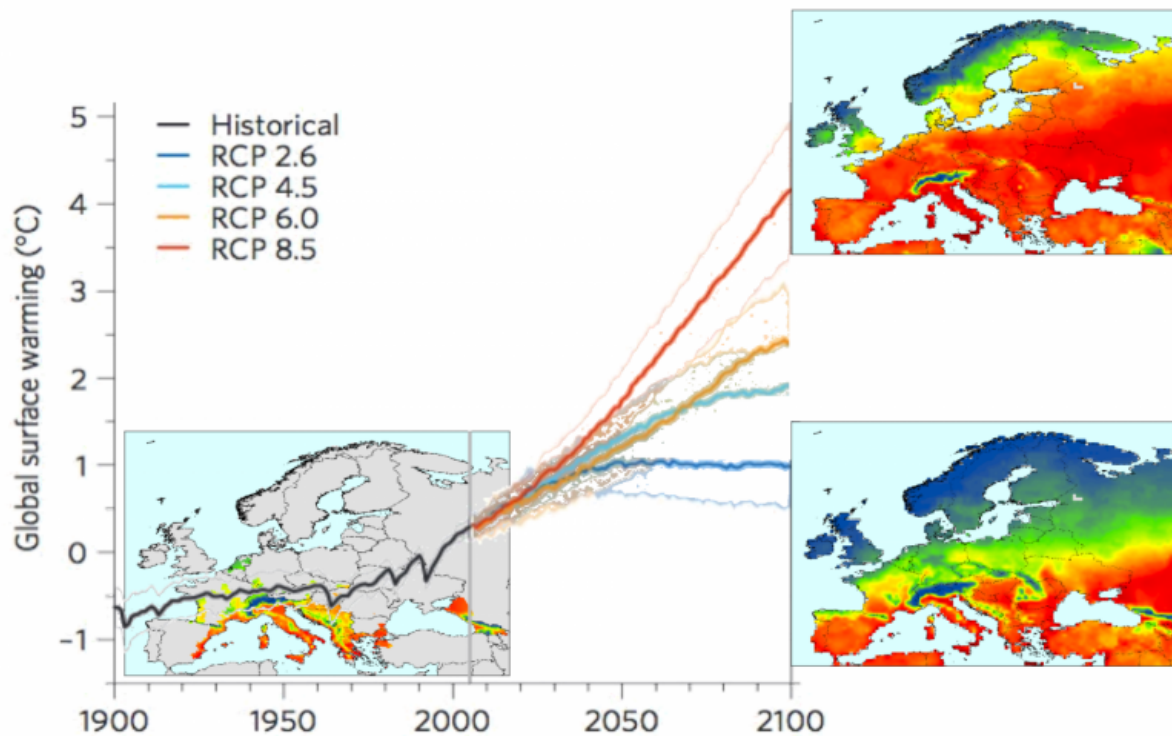 5
4
3
2
1
0
-1
Global surface warming (°C)
Historical
RCP 2.6
RCP 4.5
RCP 6.0
RCP 8.5
1900
1950
2000
2050
2100